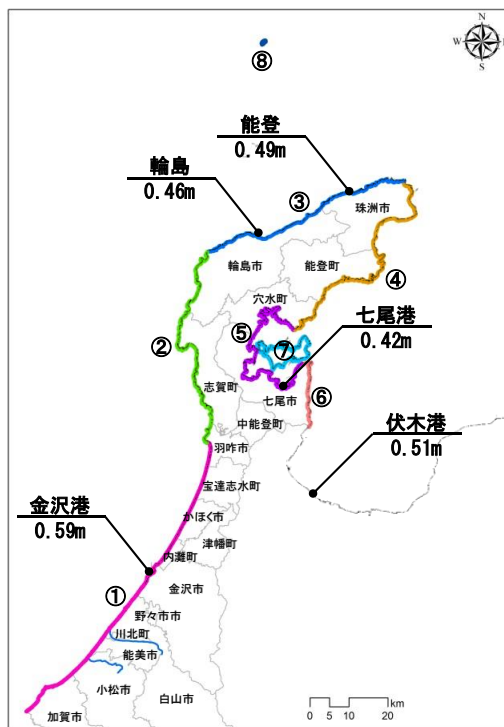 N
W
E
S
⑧
能登
0.49m
輪島
0.46m
③
珠洲市
輪島市
能登町
④
穴水町
⑤
七尾港
0.42m
②
⑦
志賀町
七尾市
⑥
中能登町
伏木港
0.51m
羽咋市
宝達志水町
金沢港
0.59m
かほく市
津幡町
内灘町
金沢市
①
野々市市
川北町
能美市
小松市
白山市
加賀市
0 5 10 20 km